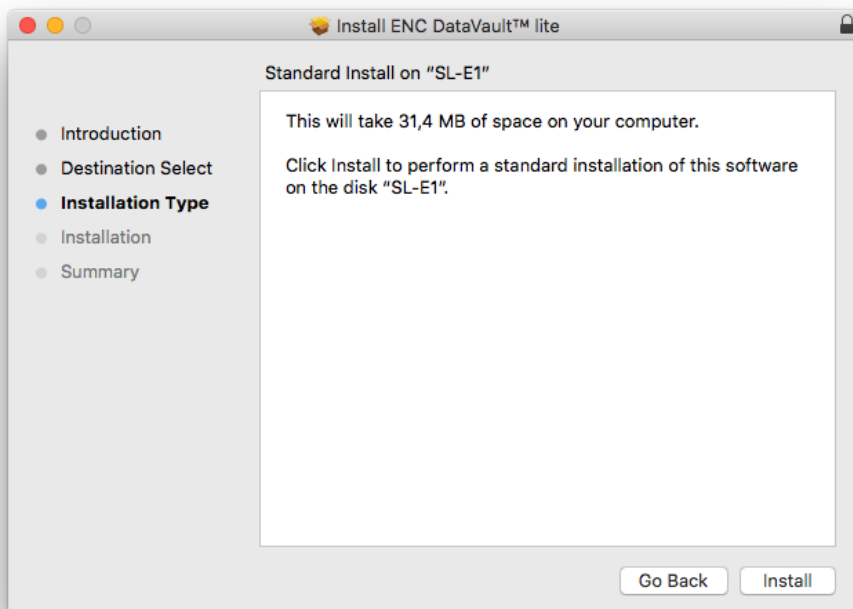 Install ENC DataVault™ lite
Standard Install on “SL-E1”
Introduction
Destination Select
Installation Type
Installation
Summary
This will take 31,4 MB of space on your computer.
Click Install to perform a standard installation of this software
on the disk “SL-E1”.
Go Back
Install